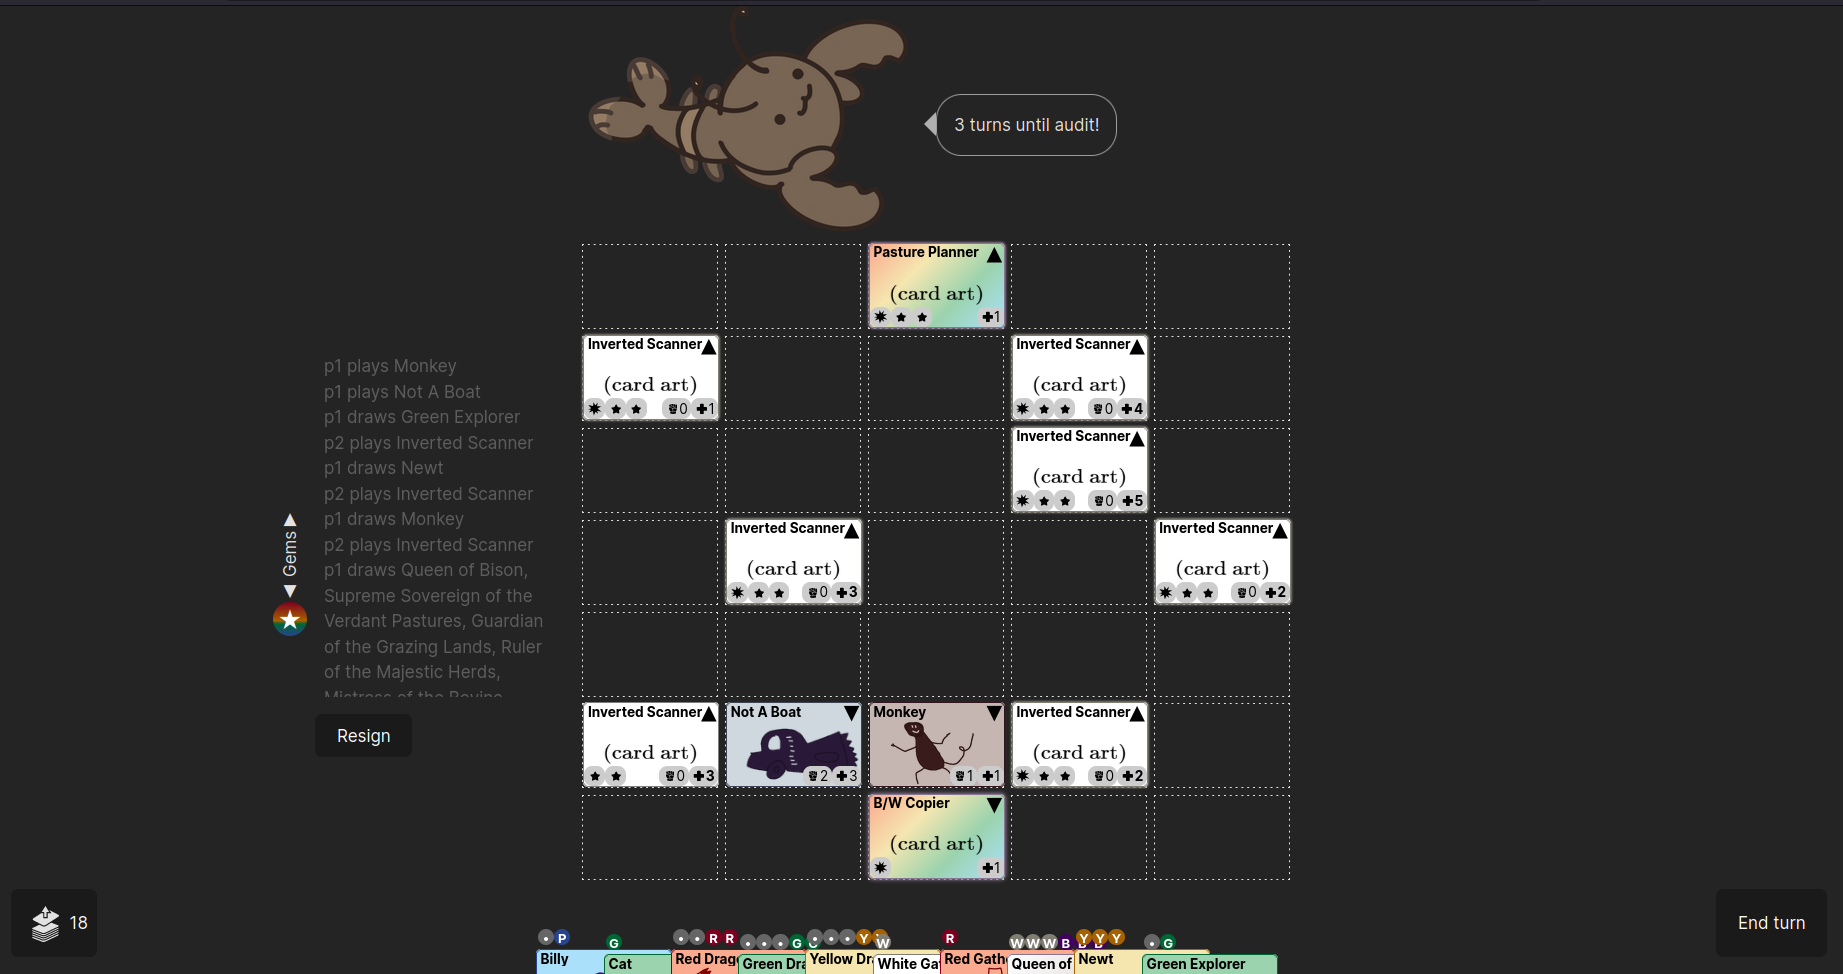 3 turns until audit!
Pasture Planner
(card art)
+1
Inverted Scanner
(card art)
0 +1
Inverted Scanner
(card art)
0 +4
Inverted Scanner
(card art)
0 +5
Inverted Scanner
(card art)
0 +3
Inverted Scanner
(card art)
0 +2
Inverted Scanner
(card art)
0 +3
Not A Boat
2 +3
Monkey
1 +1
Inverted Scanner
(card art)
0 +2
B/W Copier
(card art)
+1
p1 plays Monkey
p1 plays Not A Boat
p1 draws Green Explorer
p2 plays Inverted Scanner
p1 draws Newt
p2 plays Inverted Scanner
p1 draws Monkey
p2 plays Inverted Scanner
p1 draws Queen of Bison,
Supreme Sovereign of the
Verdant Pastures, Guardian
of the Grazing Lands, Ruler
of the Majestic Herds,
Mistress of the Bovine
Gems
Resign
18
End turn
P
Billy
G
Cat
R R
Red Drag
G
Green Dra
Y
Yellow Dr
W
White Ga
R
Red Gath
W W W B
Queen of
Y Y Y
Newt
G
Green Explorer